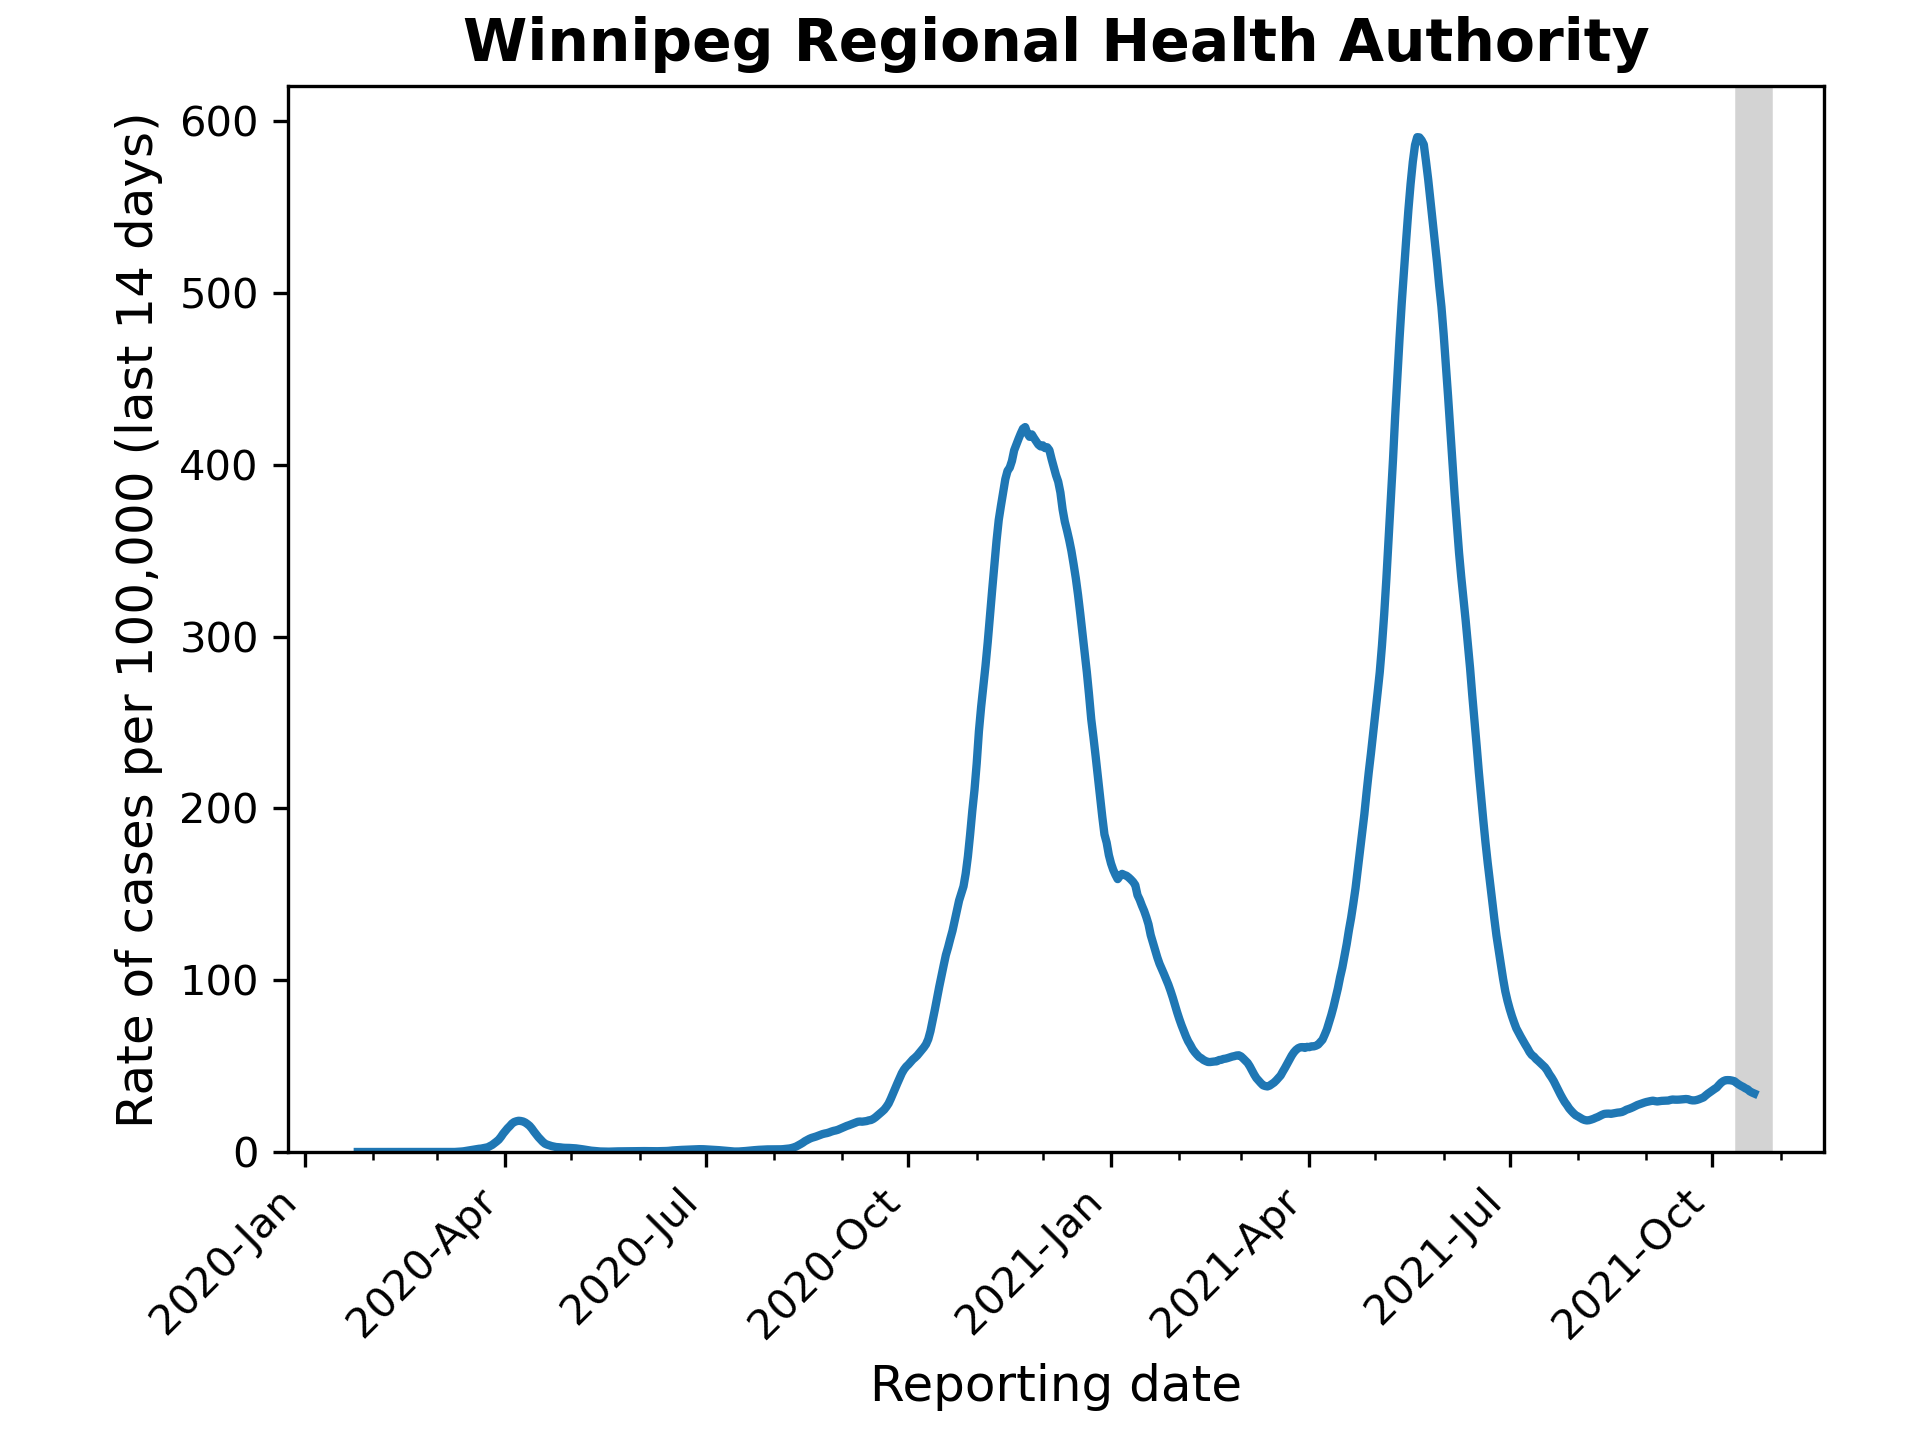 Winnipeg Regional Health Authority
Rate of cases per 100,000 (last 14 days)
600
500
400
300
200
100
0
2020-Jan
2020-Apr
2020-Jul
2020-Oct
2021-Jan
2021-Apr
2021-Jul
2021-Oct
Reporting date